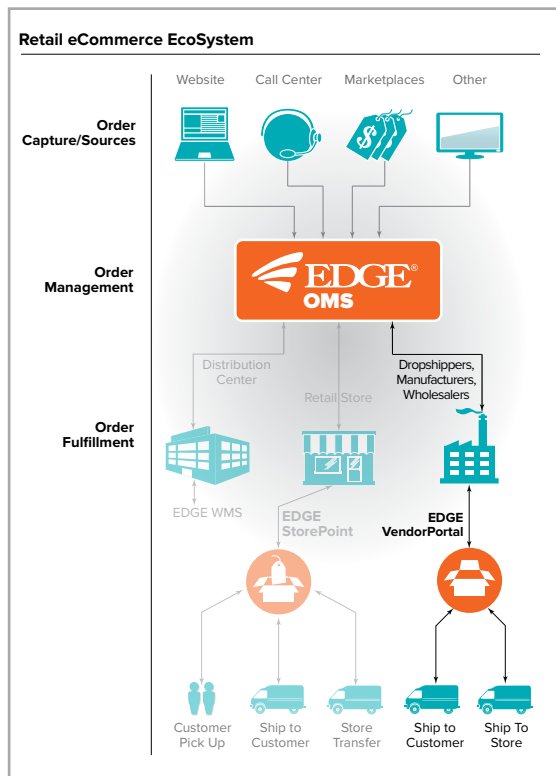 Retail eCommerce EcoSystem
Website
Call Center
Marketplaces
Other
Order
Capture/Sources
$
Order
Management
EDGE®
OMS
Distribution
Center
Retail Store
Dropshippers,
Manufacturers,
Wholesalers
Order
Fulfillment
EDGE WMS
EDGE
StorePoint
EDGE
VendorPortal
Customer
Pick Up
Ship to
Customer
Store
Transfer
Ship to
Customer
Ship To
Store